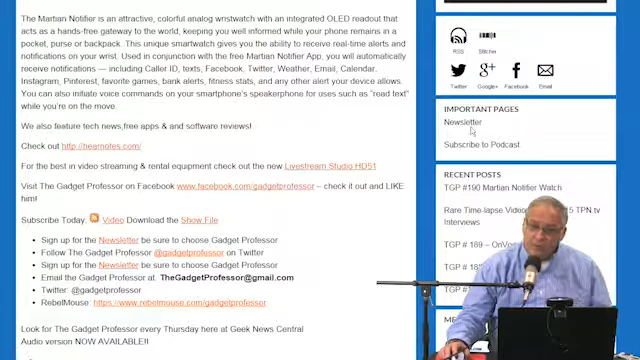 The Martian Notifier is an attractive, colorful analog wristwatch with an integrated OLED readout that
acts as a hands-free gateway to the world, keeping you well informed while your phone remains in a
pocket, purse or backpack. This unique smartwatch gives you the ability to receive real-time alerts and
notifications on your wrist. Used in conjunction with the free Martian Notifier App, you will automatically
receive notifications — including Caller ID, texts, Facebook, Twitter, Weather, Email, Calendar,
Instagram, Pinterest, favorite games, bank alerts, fitness stats, and any other alert your device allows.
You can also initiate voice commands on your smartphone's speakerphone for uses such as "read text"
while you're on the move.
We also feature tech news,free apps & and software reviews!
Check out http://hearnotes.com/
For the best in video streaming & rental equipment check out the new Livestream Studio HD51
Visit The Gadget Professor on Facebook www.facebook.com/gadgetprofessor – check it out and LIKE
him!
Subscribe Today: Video Download the Show File
Sign up for the Newsletter be sure to choose Gadget Professor
Follow The Gadget Professor @gadgetprofessor on Twitter
Sign up for the Newsletter be sure to choose Gadget Professor
Email the Gadget Professor at TheGadgetProfessor@gmail.com
Twitter: @gadgetprofessor
RebelMouse: https://www.rebelmouse.com/gadgetprofessor
Look for The Gadget Professor every Thursday here at Geek News Central
Audio version NOW AVAILABLE!!
RSS Stitcher
Twitter Google+ Facebook Email
IMPORTANT PAGES
Newsletter
Subscribe to Podcast
RECENT POSTS
TGP #190 Martian Notifier Watch
Rare Time-lapse Video 15 TPN.tv
Interviews
TGP # 189 – OnVo
TGP # 18
TGP # 1
ME